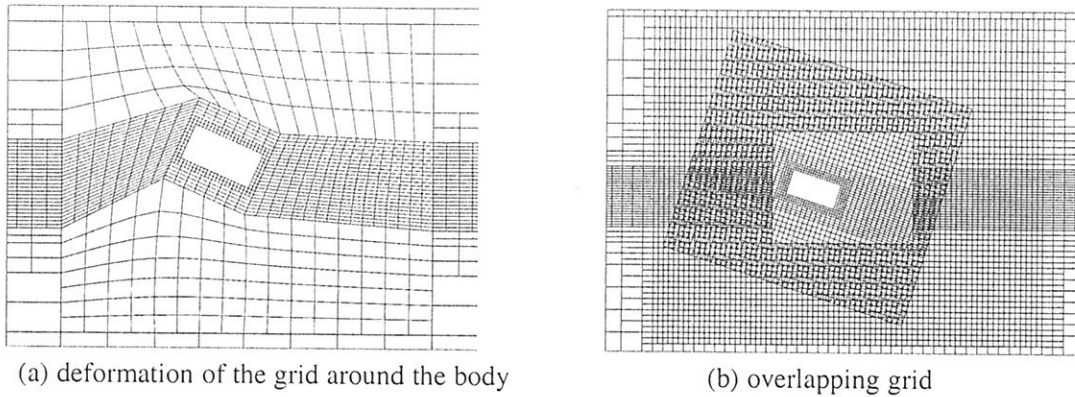 (a) deformation of the grid around the body
(b) overlapping grid